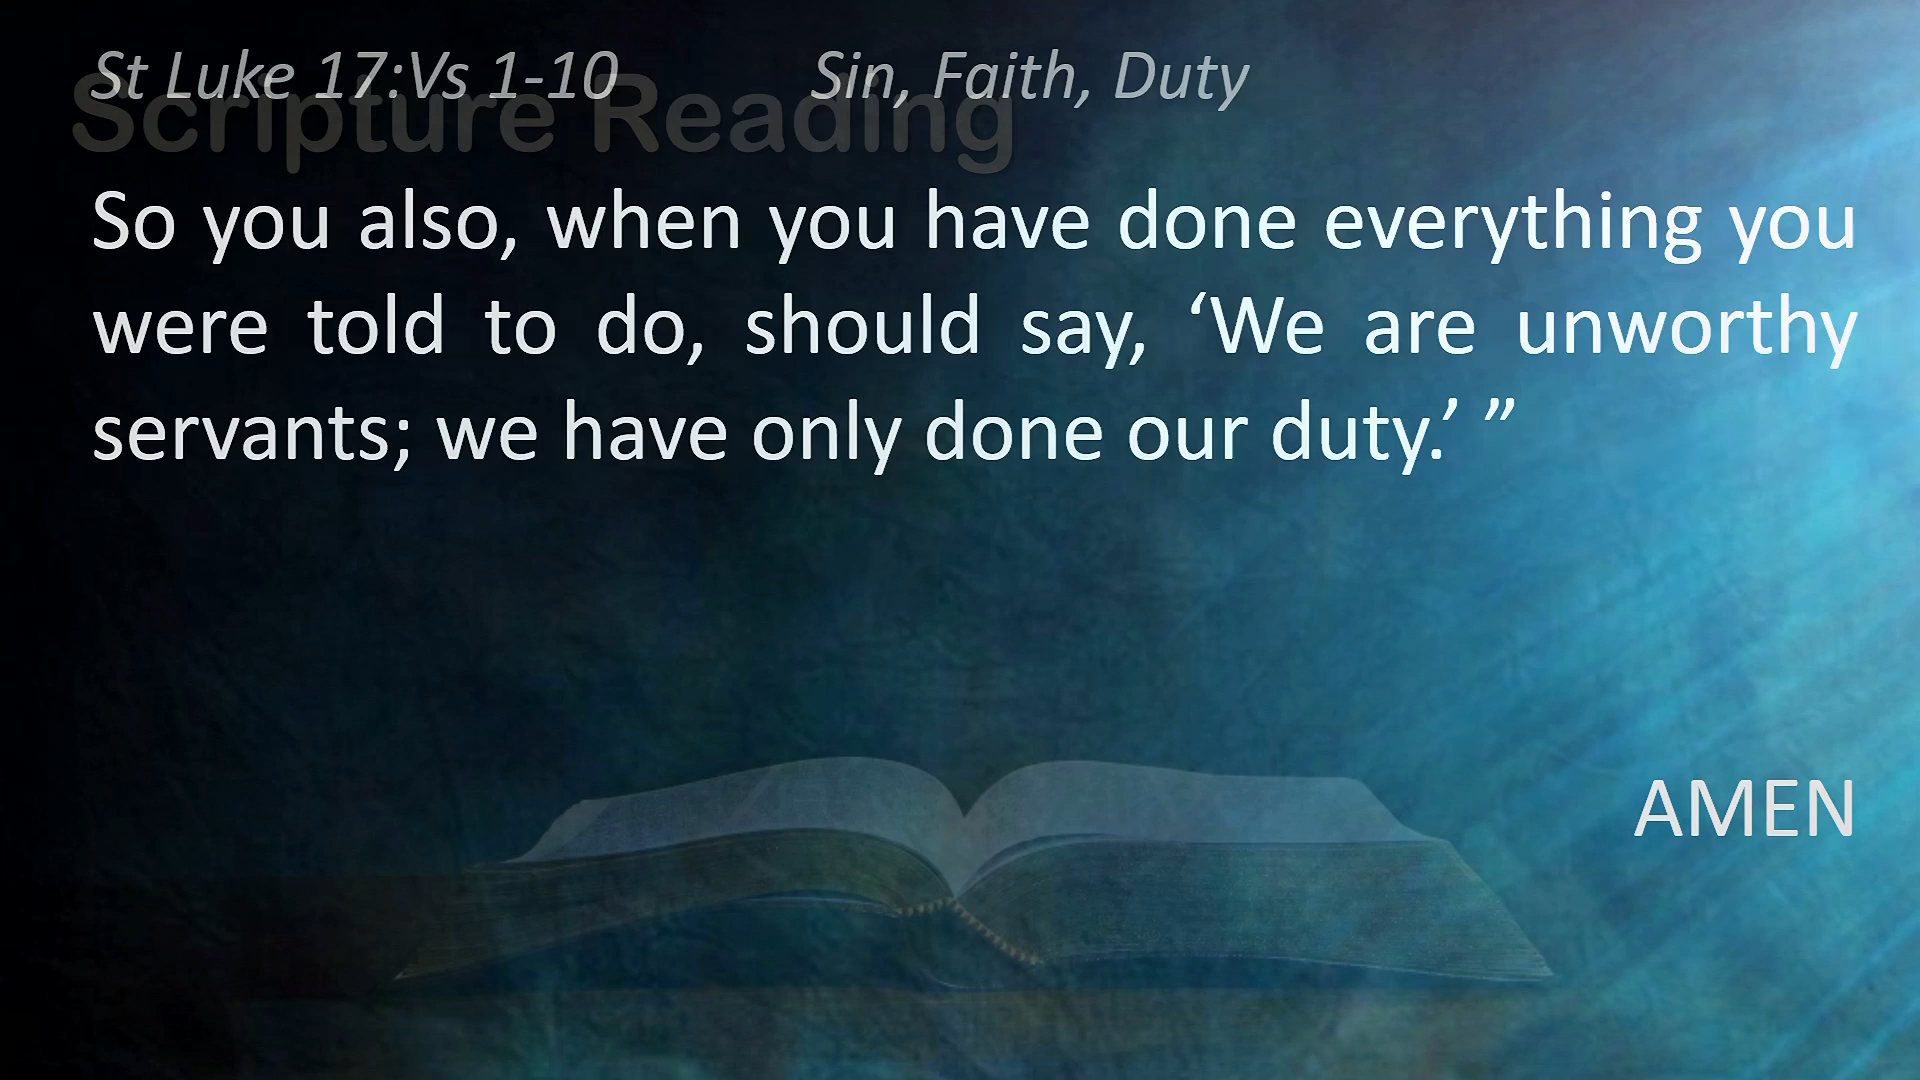 St Luke 17:Vs 1-10 Sin, Faith, Duty
Scripture Reading
So you also, when you have done everything you
were told to do, should say, ‘We are unworthy
servants; we have only done our duty.’ ”
AMEN